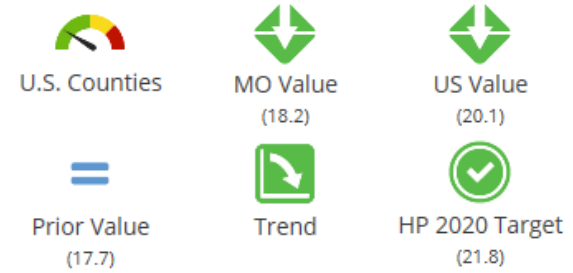 U.S. Counties
MO Value
(18.2)
US Value
(20.1)
Prior Value
(17.7)
Trend
HP 2020 Target
(21.8)